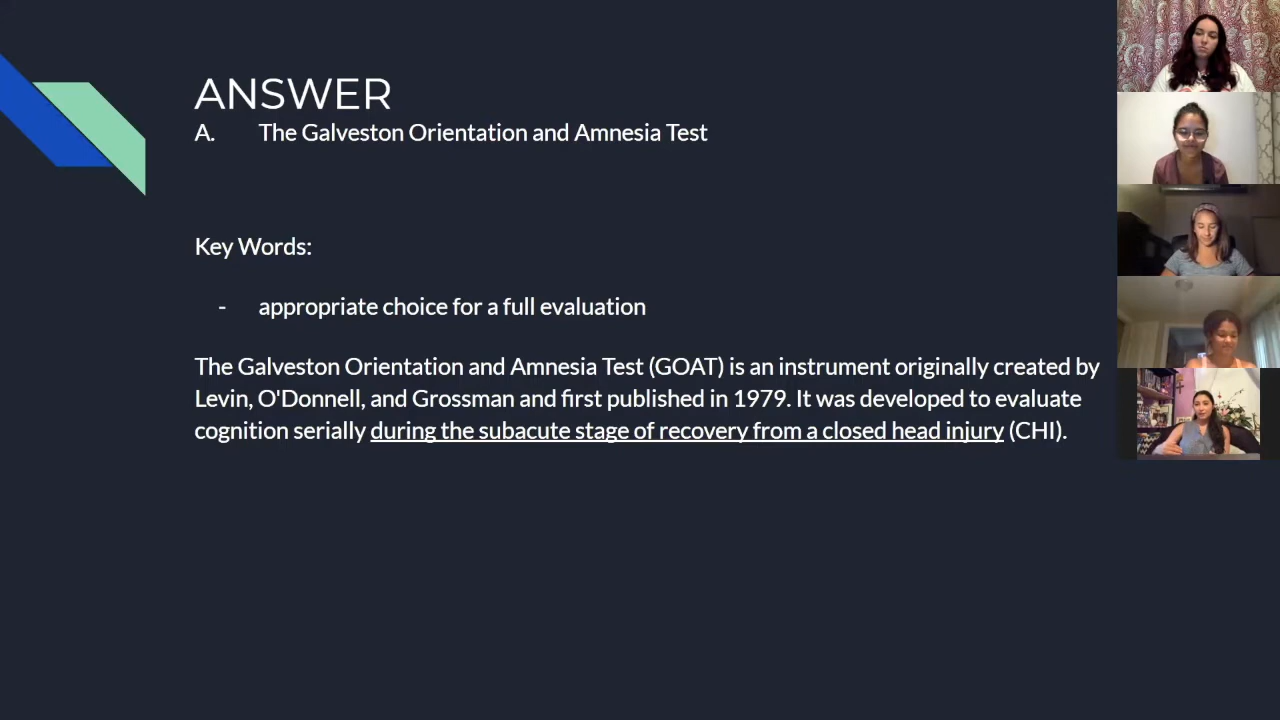 ANSWER
A. The Galveston Orientation and Amnesia Test
Key Words:
- appropriate choice for a full evaluation
The Galveston Orientation and Amnesia Test (GOAT) is an instrument originally created by
Levin, O'Donnell, and Grossman and first published in 1979. It was developed to evaluate
cognition serially during the subacute stage of recovery from a closed head injury (CHI).